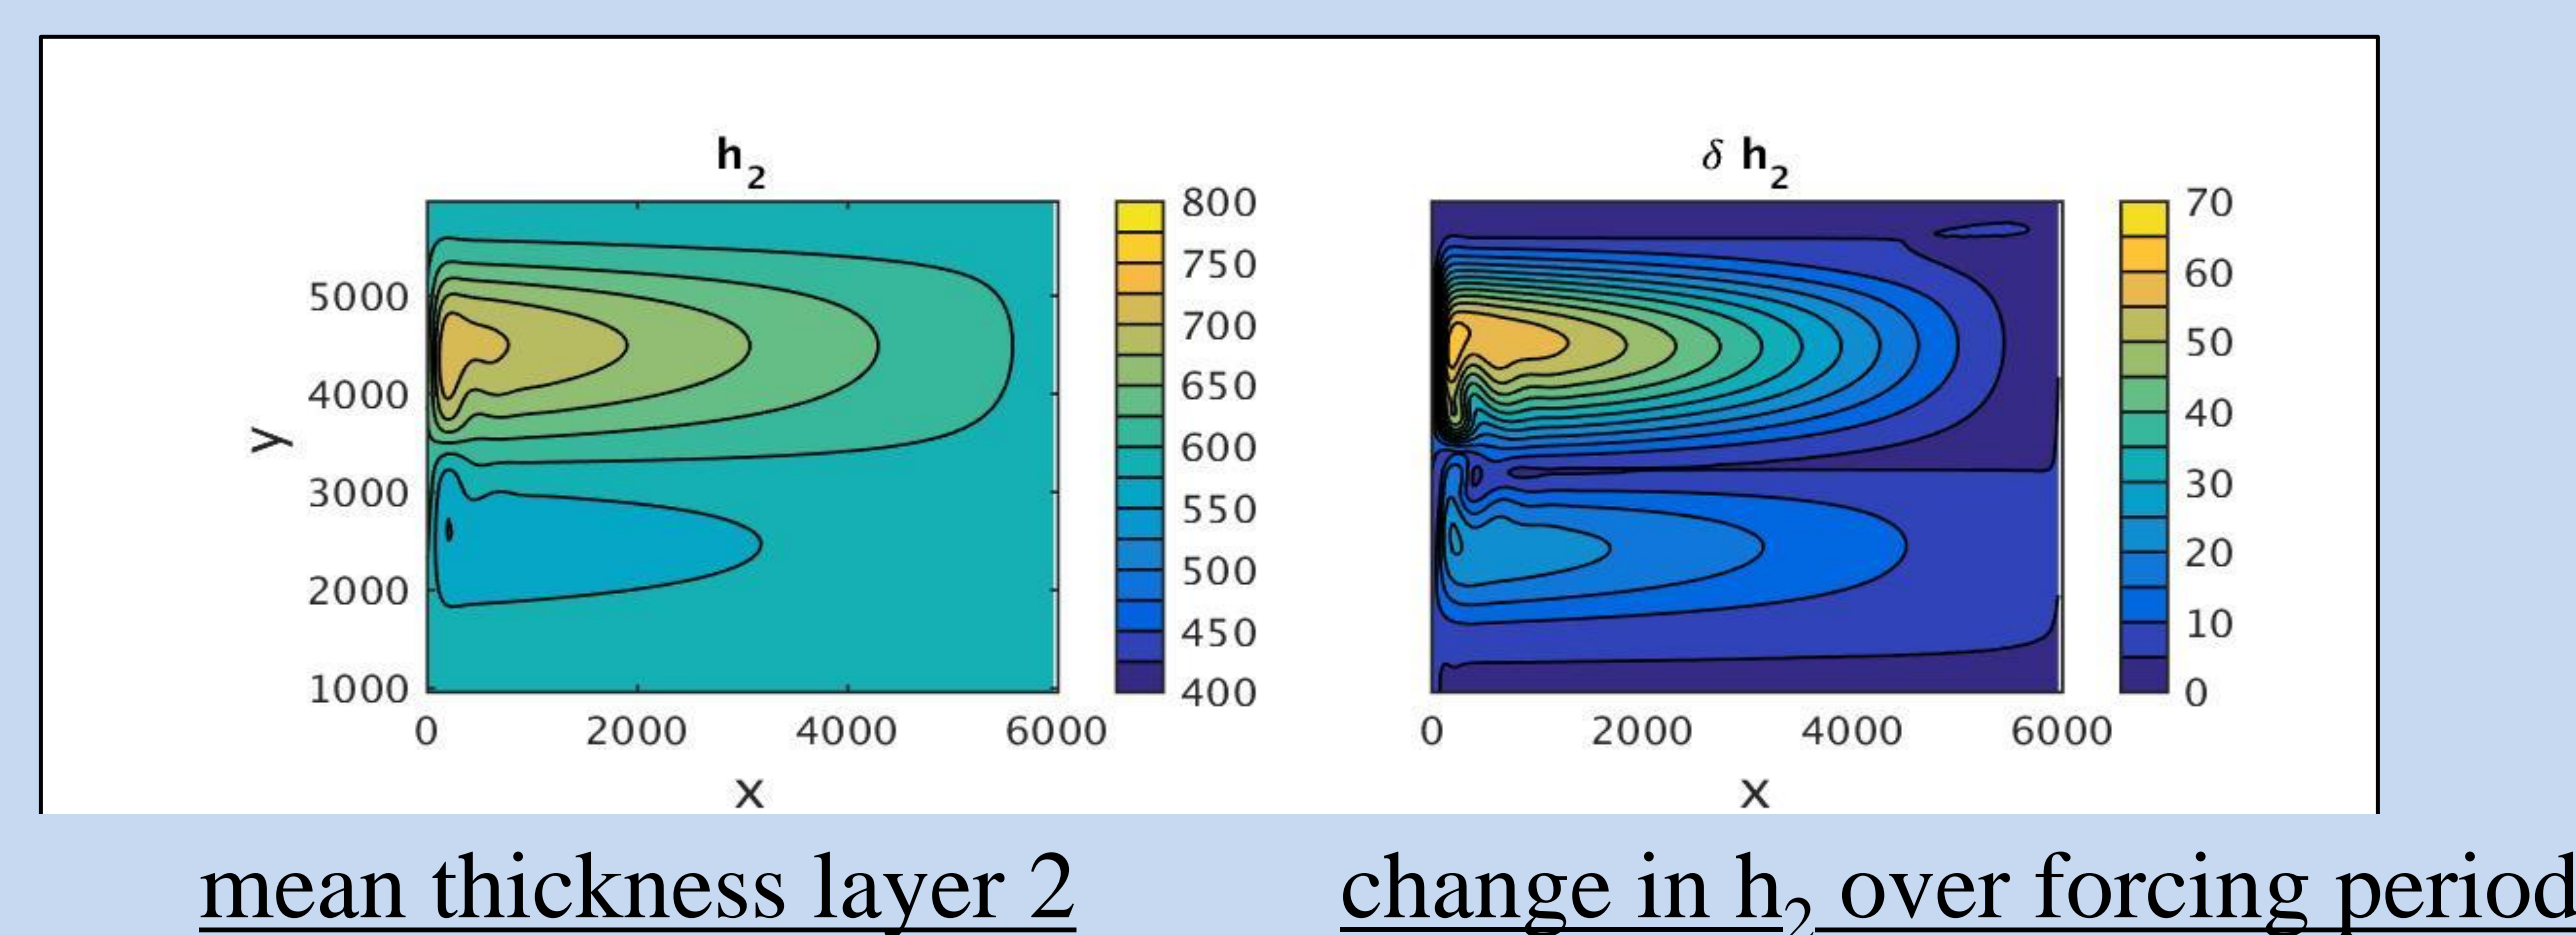 h2
δ h2
5000
4000
3000
2000
1000
y
0 2000 4000 6000
x
800
750
700
650
600
550
500
450
400
0 2000 4000 6000
x
70
60
50
40
30
20
10
0
mean thickness layer 2
change in h2 over forcing period